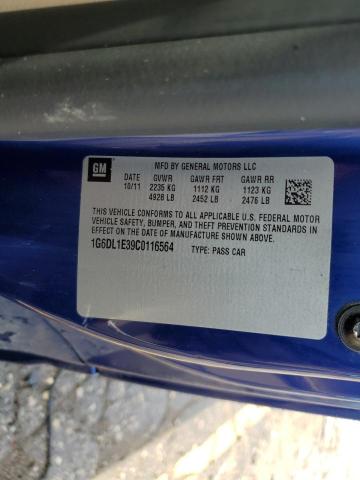 GM
MFD BY GENERAL MOTORS LLC
DATE GVWR GAWR FRT GAWR RR
10/11 2235 KG 1112 KG 1123 KG
4928 LB 2452 LB 2476 LB
THIS VEHICLE CONFORMS TO ALL APPLICABLE U.S. FEDERAL MOTOR
VEHICLE SAFETY, BUMPER, AND THEFT PREVENTION STANDARDS IN
EFFECT ON THE DATE OF MANUFACTURE SHOWN ABOVE.
1G6DL1E39C0116564 TYPE: PASS CAR